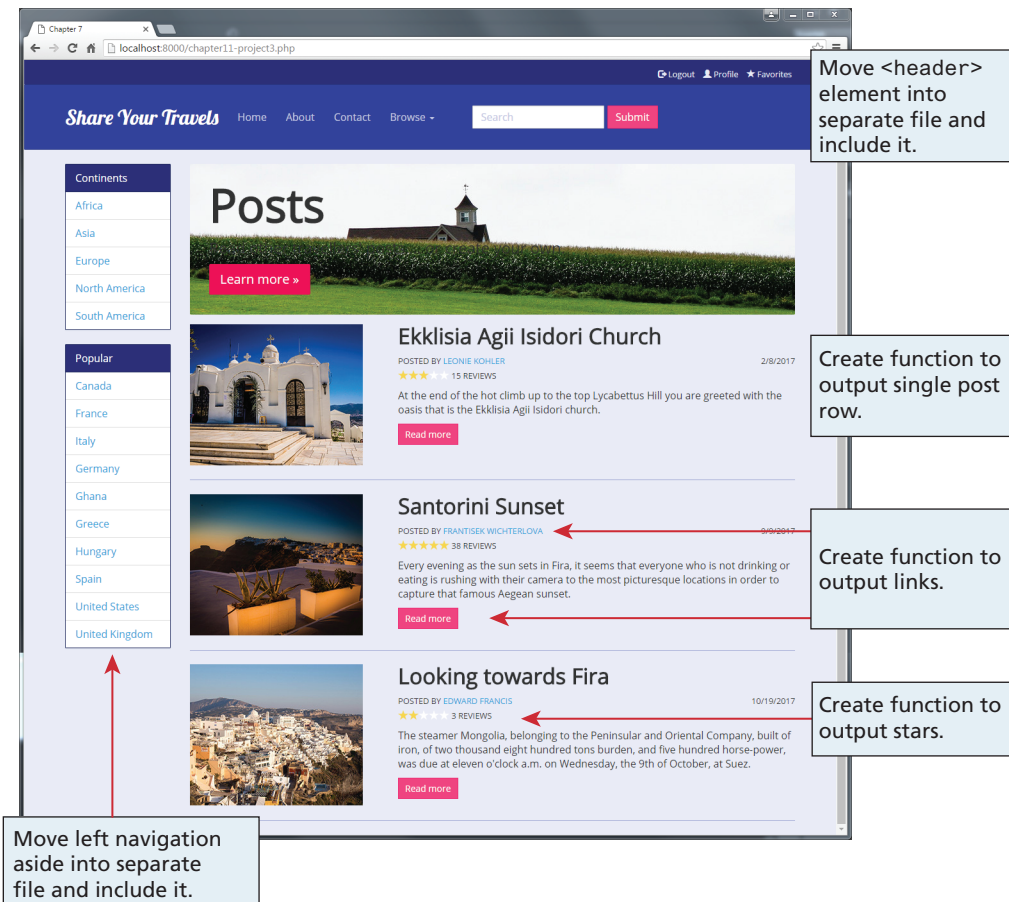 Chapter 7
localhost:8000/chapter11-project3.php
Logout Profile Favorites
Share Your Travels Home About Contact Browse Search Submit
Move <header>
element into
separate file and
include it.
Continents
Africa
Asia
Europe
North America
South America
Popular
Canada
France
Italy
Germany
Ghana
Greece
Hungary
Spain
United States
United Kingdom
Posts
Learn more »
Ekklisia Agii Isidori Church
POSTED BY LEONIE KOHLER 2/8/2017
15 REVIEWS
At the end of the hot climb up to the top Lycabettus Hill you are greeted with the
oasis that is the Ekklisia Agii Isidori church.
Read more
Create function to
output single post
row.
Santorini Sunset
POSTED BY FRANTISEK WICHTERLOVA 9/9/2017
38 REVIEWS
Every evening as the sun sets in Fira, it seems that everyone who is not drinking or
eating is rushing with their camera to the most picturesque locations in order to
capture that famous Aegean sunset.
Read more
Create function to
output links.
Looking towards Fira
POSTED BY EDWARD FRANCIS 10/19/2017
3 REVIEWS
The steamer Mongolia, belonging to the Peninsular and Oriental Company, built of
iron, of two thousand eight hundred tons burden, and five hundred horse-power,
was due at eleven o'clock a.m. on Wednesday, the 9th of October, at Suez.
Read more
Create function to
output stars.
Move left navigation
aside into separate
file and include it.